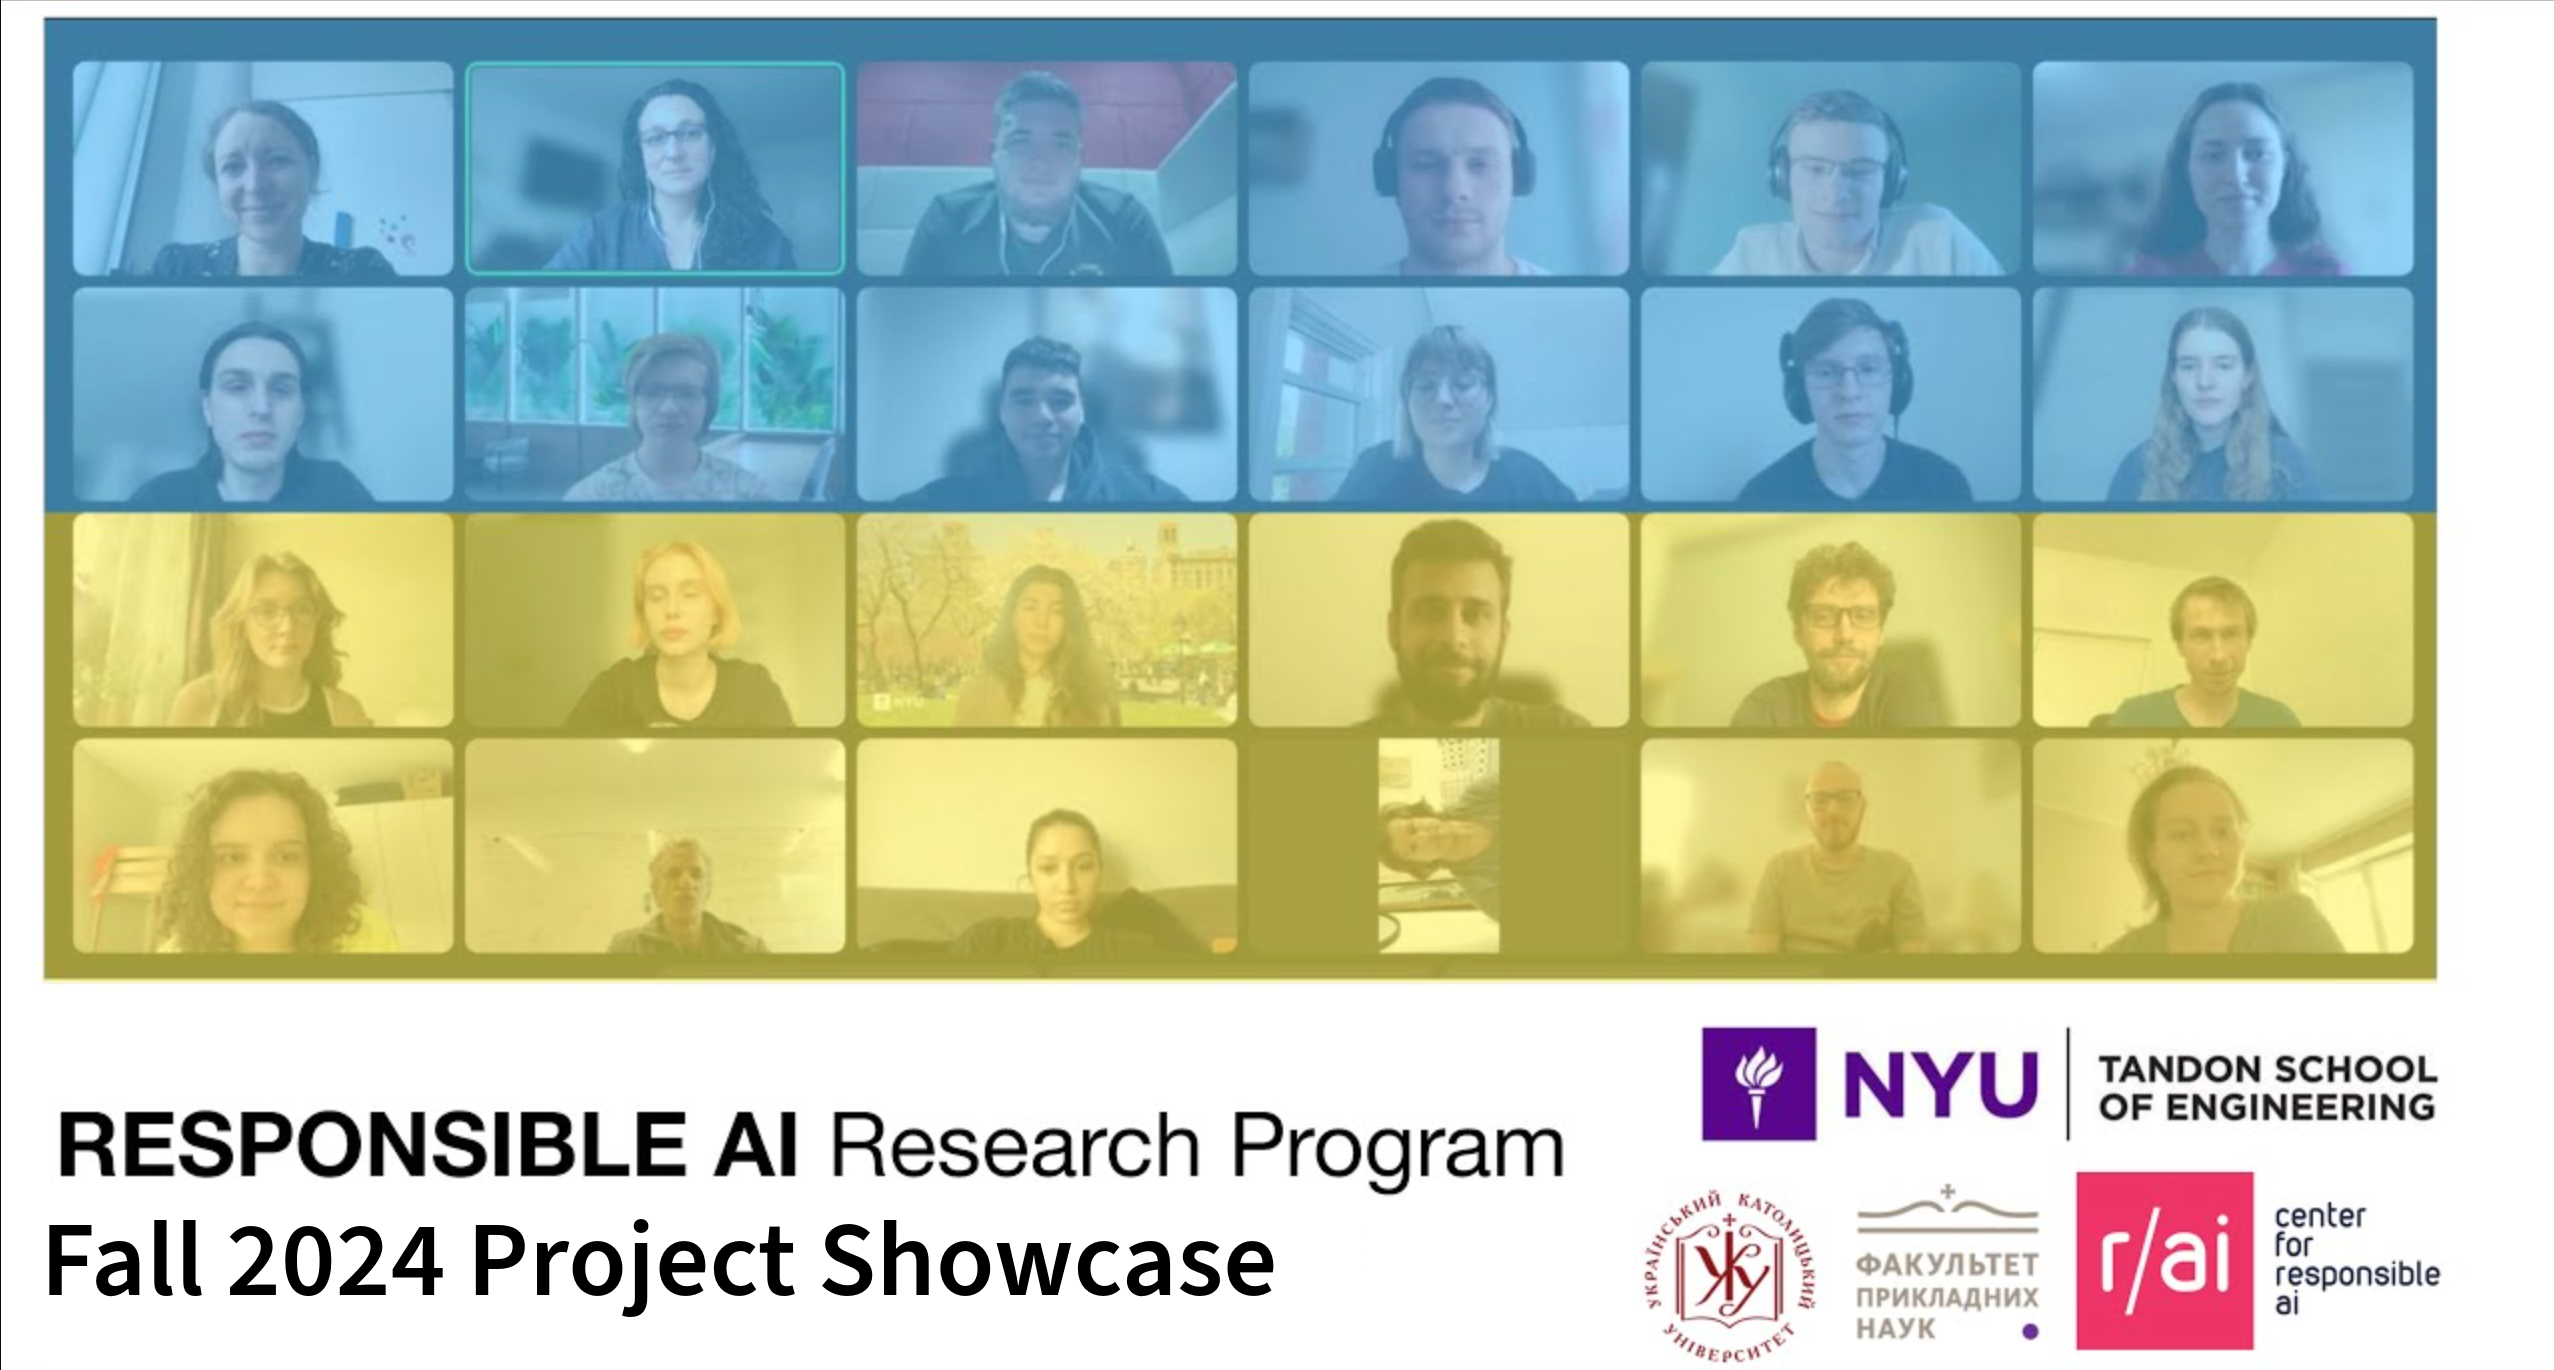 NYU
RESPONSIBLE AI Research Program
Fall 2024 Project Showcase
NYU
TANDON SCHOOL
OF ENGINEERING
УКРАЇНСЬКИЙ КАТОЛИЦЬКИЙ
УНІВЕРСИТЕТ
ФАКУЛЬТЕТ
ПРИКЛАДНИХ
НАУК
r/ai
center
for
responsible
ai